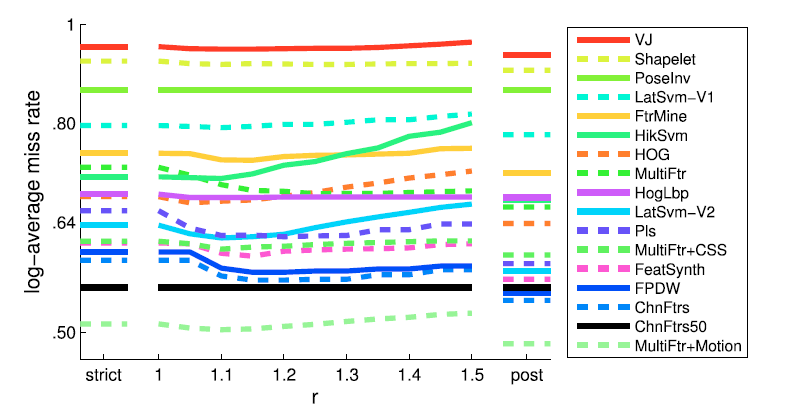 1
.80
.64
.50
log−average miss rate
strict 1 1.1 1.2 1.3 1.4 1.5 post
r
VJ
Shapelet
PoseInv
LatSvm−V1
FtrMine
HikSvm
HOG
MultiFtr
HogLbp
LatSvm−V2
Pls
MultiFtr+CSS
FeatSynth
FPDW
ChnFtrs
ChnFtrs50
MultiFtr+Motion